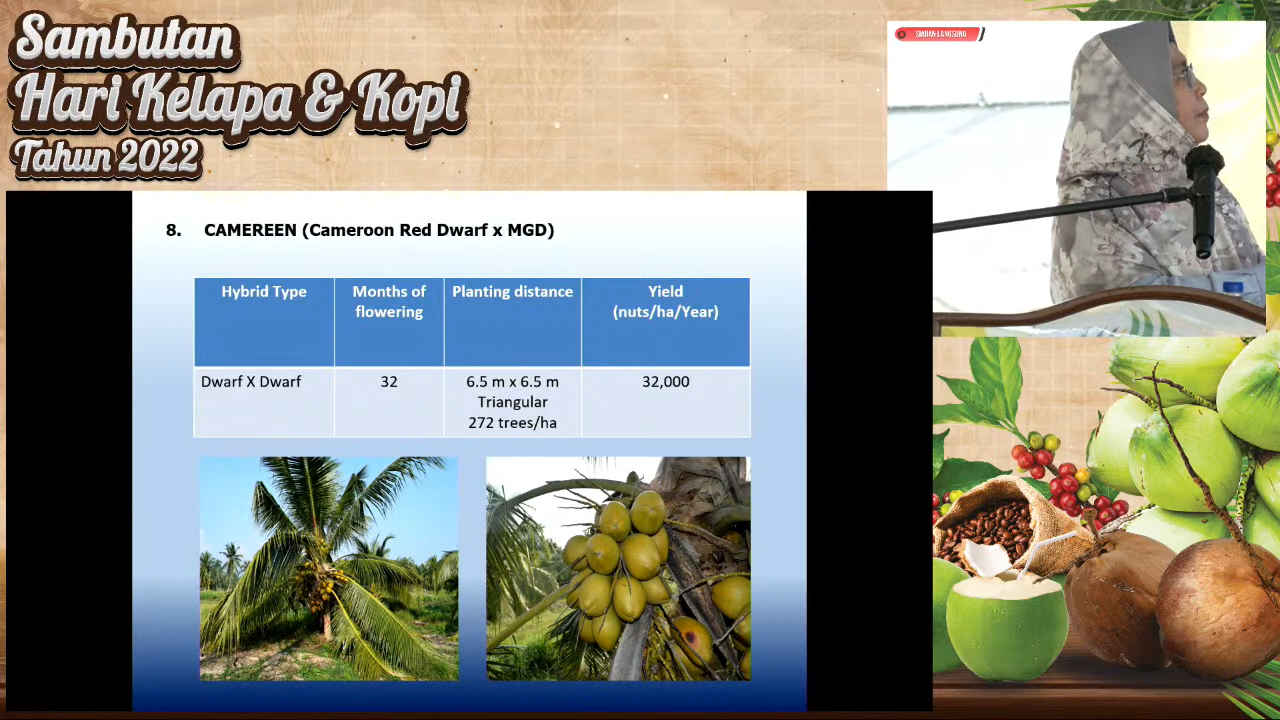 Sambutan
Hari Kelapa & Kopi
Tahun 2022
SIARAN LANGSUNG
8. CAMEREEN (Cameroon Red Dwarf x MGD)
Hybrid Type
Months of
flowering
Planting distance
Yield
(nuts/ha/Year)
Dwarf X Dwarf
32
6.5 m x 6.5 m
Triangular
272 trees/ha
32,000